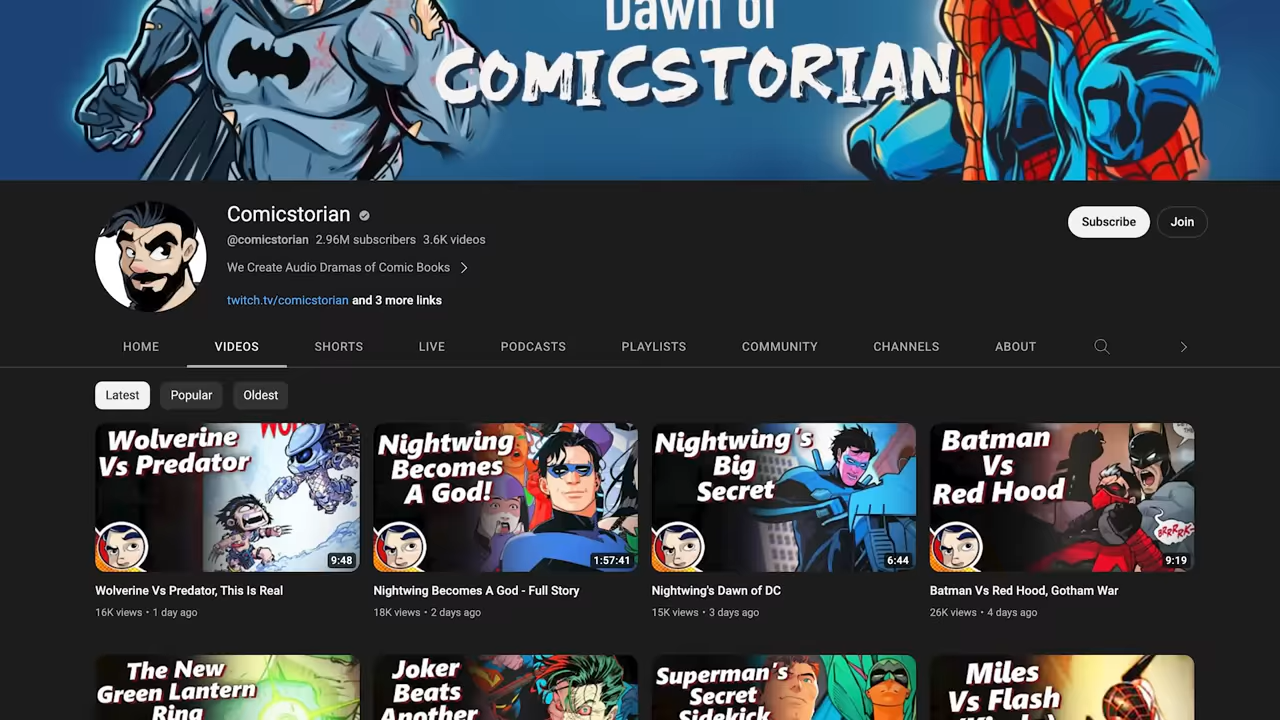 Dawn of
COMICSTORIAN
Comicstorian
@comicstorian 2.96M subscribers 3.6K videos
We Create Audio Dramas of Comic Books
twitch.tv/comicstorian and 3 more links
Subscribe
Join
HOME
VIDEOS
SHORTS
LIVE
PODCASTS
PLAYLISTS
COMMUNITY
CHANNELS
ABOUT
Latest
Popular
Oldest
Wolverine
Vs Predator
9:48
Nightwing
Becomes
A God!
1:57:41
Nightwing's
Big
Secret
6:44
Batman
Vs
Red Hood
BRRRRK-
9:19
Wolverine Vs Predator, This Is Real
16K views • 1 day ago
Nightwing Becomes A God - Full Story
18K views • 2 days ago
Nightwing's Dawn of DC
15K views • 3 days ago
Batman Vs Red Hood, Gotham War
26K views • 4 days ago
The New
Green Lantern
Ring
Joker
Beats
Another
Superman's
Secret
Sidekick
Miles
Vs Flash